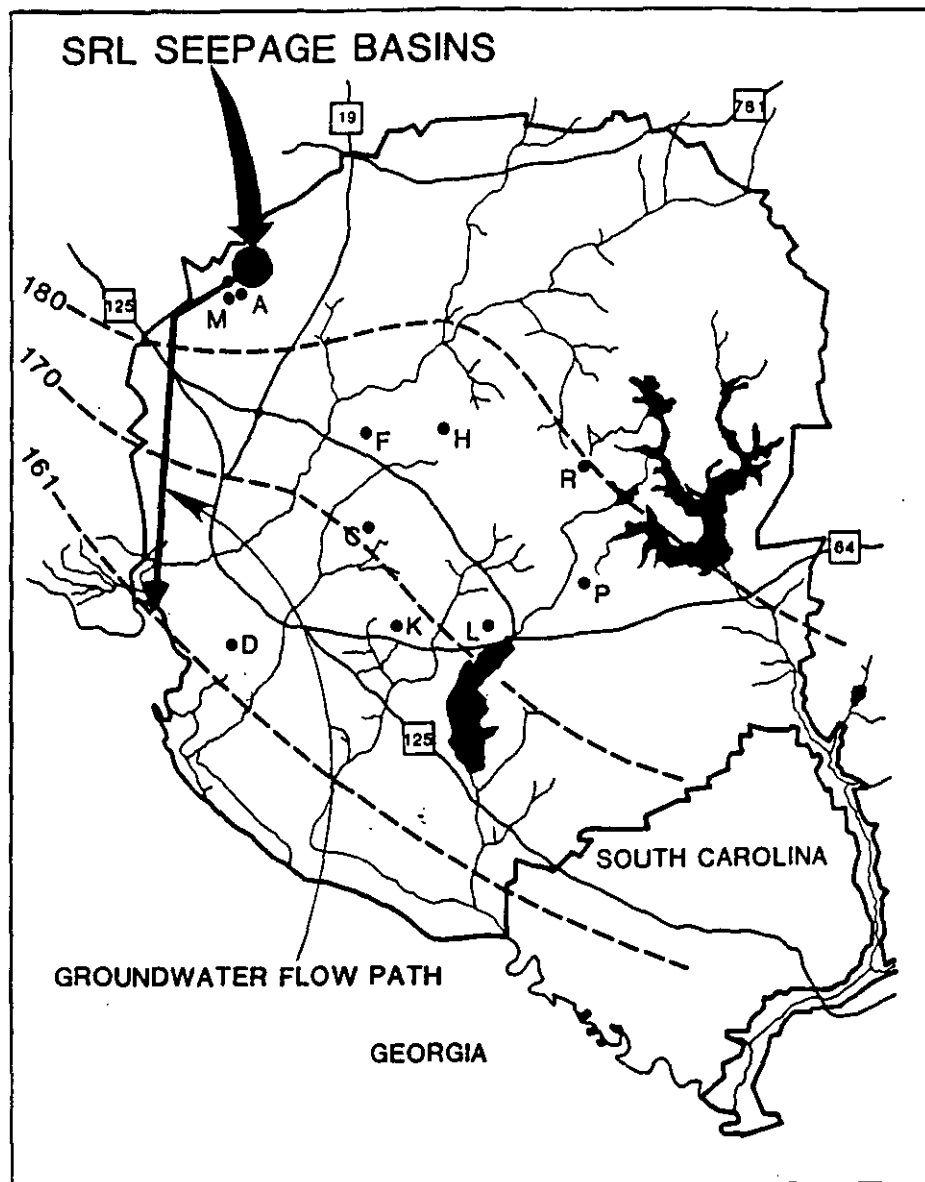 SRL SEEPAGE BASINS
19
781
180
125
M
A
170
F
H
161
R
64
P
K
L
D
125
SOUTH CAROLINA
GROUNDWATER FLOW PATH
GEORGIA